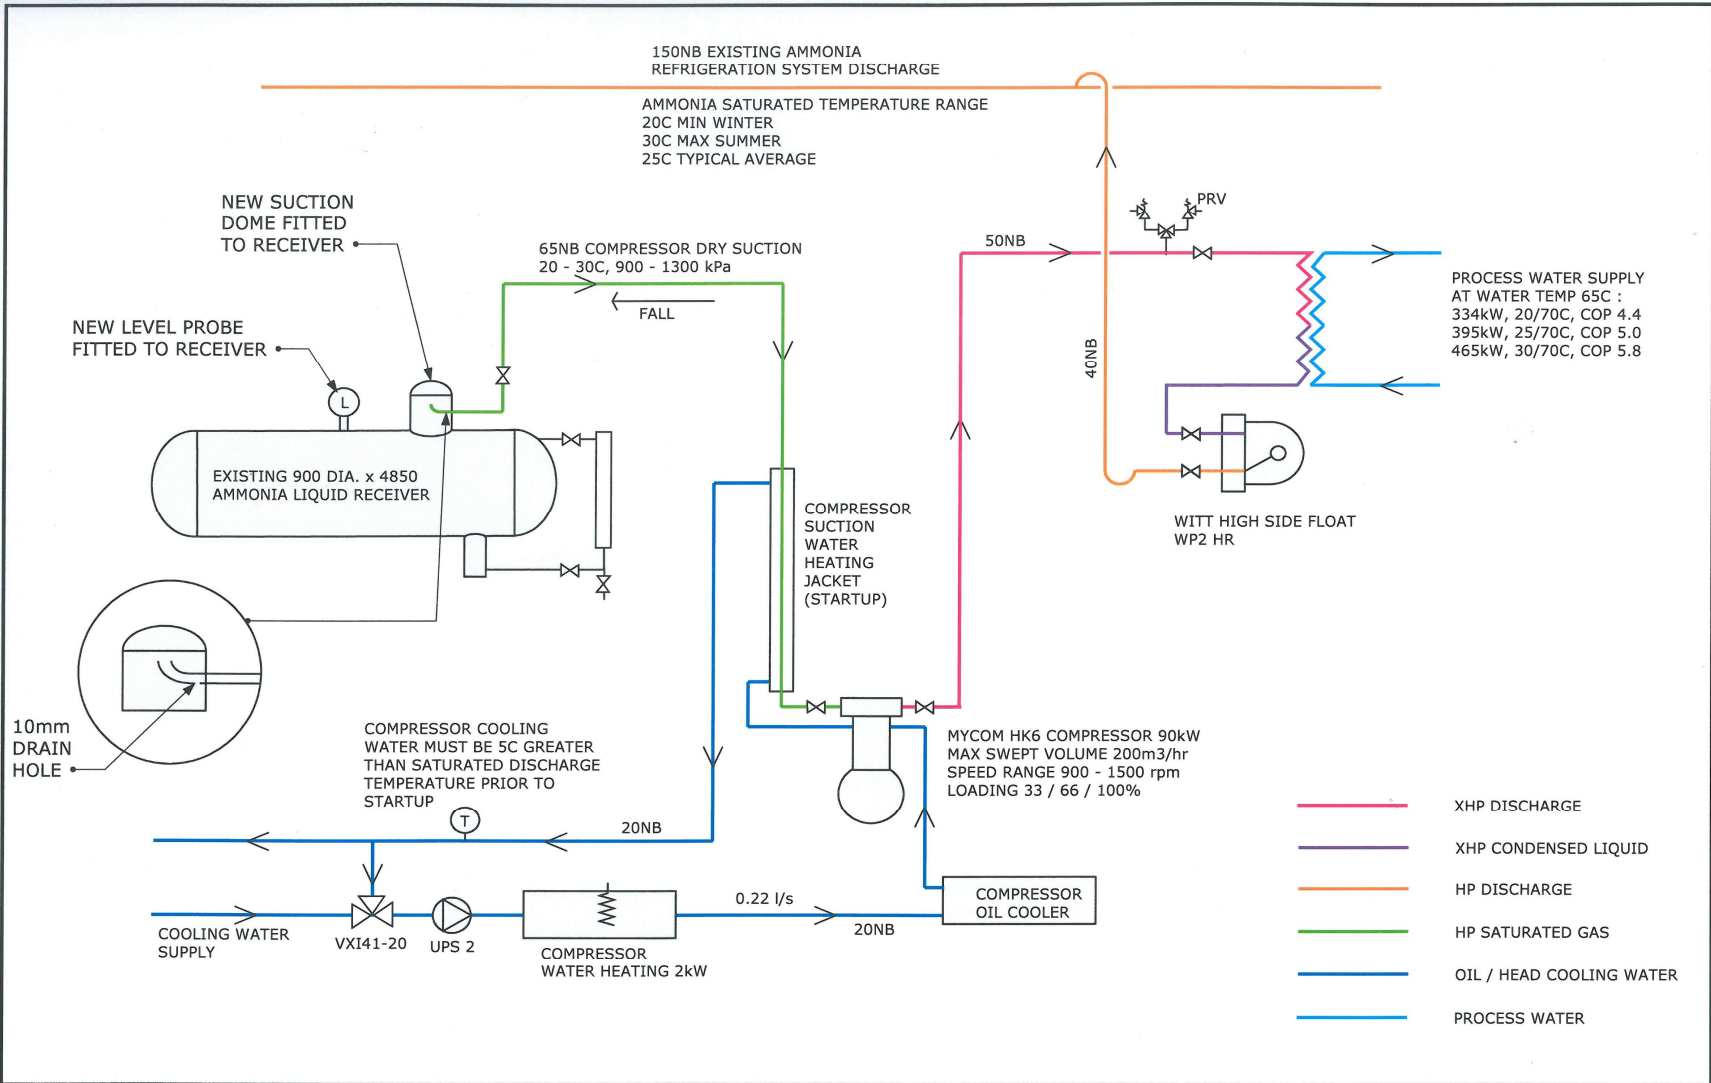 150NB EXISTING AMMONIA
REFRIGERATION SYSTEM DISCHARGE
AMMONIA SATURATED TEMPERATURE RANGE
20C MIN WINTER
30C MAX SUMMER
25C TYPICAL AVERAGE
NEW SUCTION
DOME FITTED
TO RECEIVER
65NB COMPRESSOR DRY SUCTION
20 - 30C, 900 - 1300 kPa
FALL
50NB
PRV
PROCESS WATER SUPPLY
AT WATER TEMP 65C :
334kW, 20/70C, COP 4.4
395kW, 25/70C, COP 5.0
465kW, 30/70C, COP 5.8
NEW LEVEL PROBE
FITTED TO RECEIVER
L
40NB
EXISTING 900 DIA. x 4850
AMMONIA LIQUID RECEIVER
COMPRESSOR
SUCTION
WATER
HEATING
JACKET
(STARTUP)
WITT HIGH SIDE FLOAT
WP2 HR
10mm
DRAIN
HOLE
COMPRESSOR COOLING
WATER MUST BE 5C GREATER
THAN SATURATED DISCHARGE
TEMPERATURE PRIOR TO
STARTUP
T
20NB
MYCOM HK6 COMPRESSOR 90kW
MAX SWEPT VOLUME 200m3/hr
SPEED RANGE 900 - 1500 rpm
LOADING 33 / 66 / 100%
COOLING WATER
SUPPLY
VXI41-20
UPS 2
COMPRESSOR
WATER HEATING 2kW
0.22 l/s
20NB
COMPRESSOR
OIL COOLER
XHP DISCHARGE
XHP CONDENSED LIQUID
HP DISCHARGE
HP SATURATED GAS
OIL / HEAD COOLING WATER
PROCESS WATER